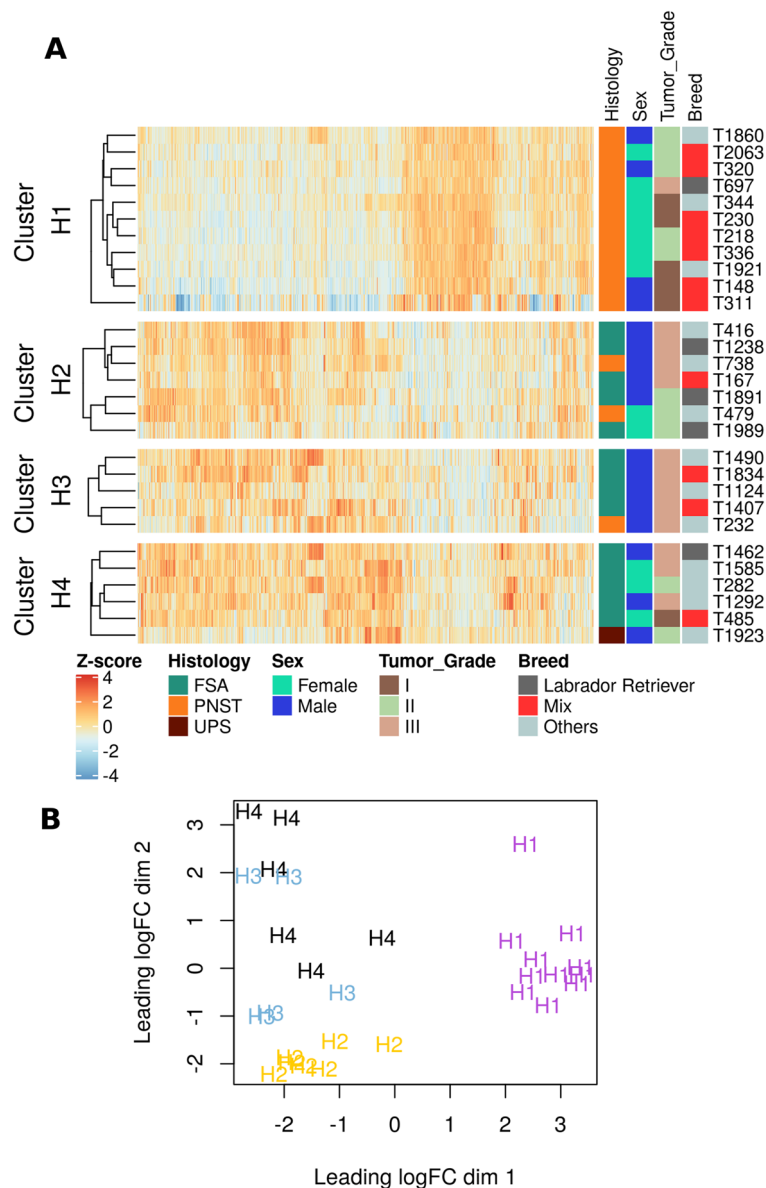 A
Histology
Sex
Tumor_Grade
Breed
Cluster
H1
T1860
T2063
T320
T697
T344
T230
T218
T336
T1921
T148
T311
Cluster
H2
T416
T1238
T738
T167
T1891
T479
T1989
Cluster
H3
T1490
T1834
T1124
T1407
T232
Cluster
H4
T1462
T1585
T282
T1292
T485
T1923
Z-score
4
2
0
-2
-4
Histology
FSA
PNST
UPS
Sex
Female
Male
Tumor_Grade
I
II
III
Breed
Labrador Retriever
Mix
Others
B
Leading logFC dim 2
3
2
1
0
-1
-2
H4
H4
H4
H3
H3
H4
H4
H4
H3
H3
H3
H2
H2
H2
H2
H2
H2
H2
H1
H1
H1
H1
H1
H1
H1
H1
H1
H1
H1
-2
-1
0
1
2
3
Leading logFC dim 1